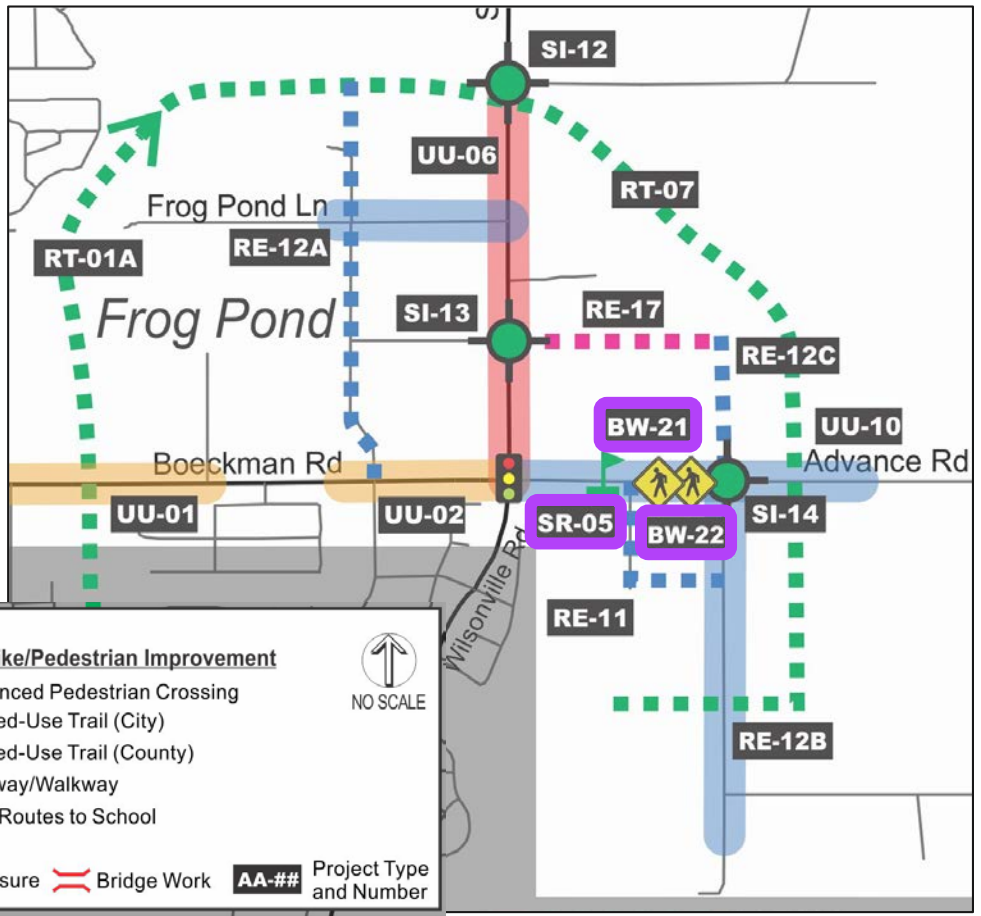 SI-12
UU-06
RT-07
Frog Pond Ln
RE-12A
RT-01A
SI-13
RE-17
Frog Pond
RE-12C
BW-21
UU-10
Boeckman Rd
Advance Rd
UU-01
UU-02
SR-05
BW-22
SI-14
Wilsonville Rd
RE-11
RE-12B
ike/Pedestrian Improvement
nced Pedestrian Crossing
ed-Use Trail (City)
ed-Use Trail (County)
way/Walkway
Routes to School
NO SCALE
sure
Bridge Work
AA-##
Project Type
and Number